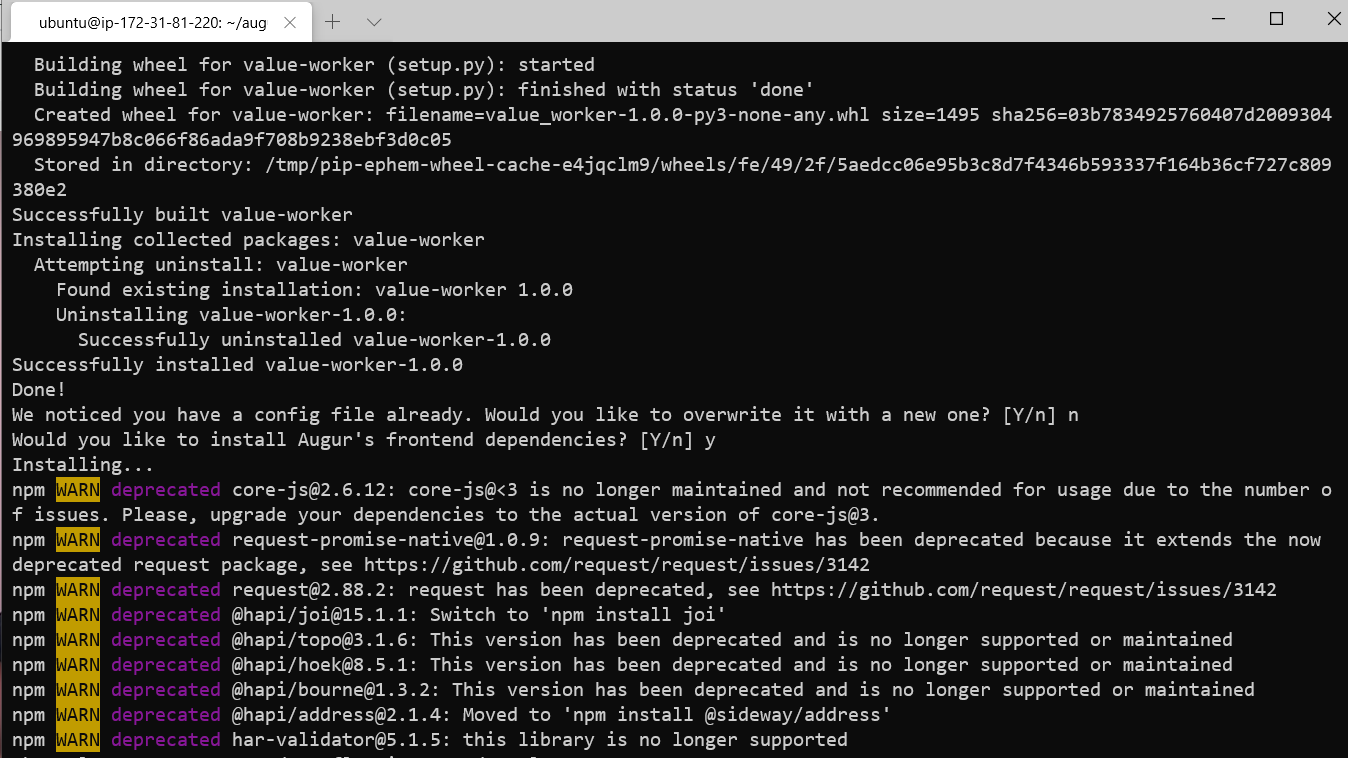 ubuntu@ip-172-31-81-220: ~/aug
Building wheel for value-worker (setup.py): started
Building wheel for value-worker (setup.py): finished with status 'done'
Created wheel for value-worker: filename=value_worker-1.0.0-py3-none-any.whl size=1495 sha256=03b7834925760407d2009304
969895947b8c066f86ada9f708b9238ebf3d0c05
Stored in directory: /tmp/pip-ephem-wheel-cache-e4jqclm9/wheels/fe/49/2f/5aedcc06e95b3c8d7f4346b593337f164b36cf727c809
380e2
Successfully built value-worker
Installing collected packages: value-worker
Attempting uninstall: value-worker
Found existing installation: value-worker 1.0.0
Uninstalling value-worker-1.0.0:
Successfully uninstalled value-worker-1.0.0
Successfully installed value-worker-1.0.0
Done!
We noticed you have a config file already. Would you like to overwrite it with a new one? [Y/n] n
Would you like to install Augur's frontend dependencies? [Y/n] y
Installing...
npm WARN deprecated core-js@2.6.12: core-js@<3 is no longer maintained and not recommended for usage due to the number o
f issues. Please, upgrade your dependencies to the actual version of core-js@3.
npm WARN deprecated request-promise-native@1.0.9: request-promise-native has been deprecated because it extends the now
deprecated request package, see https://github.com/request/request/issues/3142
npm WARN deprecated request@2.88.2: request has been deprecated, see https://github.com/request/request/issues/3142
npm WARN deprecated @hapi/joi@15.1.1: Switch to 'npm install joi'
npm WARN deprecated @hapi/topo@3.1.6: This version has been deprecated and is no longer supported or maintained
npm WARN deprecated @hapi/hoek@8.5.1: This version has been deprecated and is no longer supported or maintained
npm WARN deprecated @hapi/bourne@1.3.2: This version has been deprecated and is no longer supported or maintained
npm WARN deprecated @hapi/address@2.1.4: Moved to 'npm install @sideway/address'
npm WARN deprecated har-validator@5.1.5: this library is no longer supported